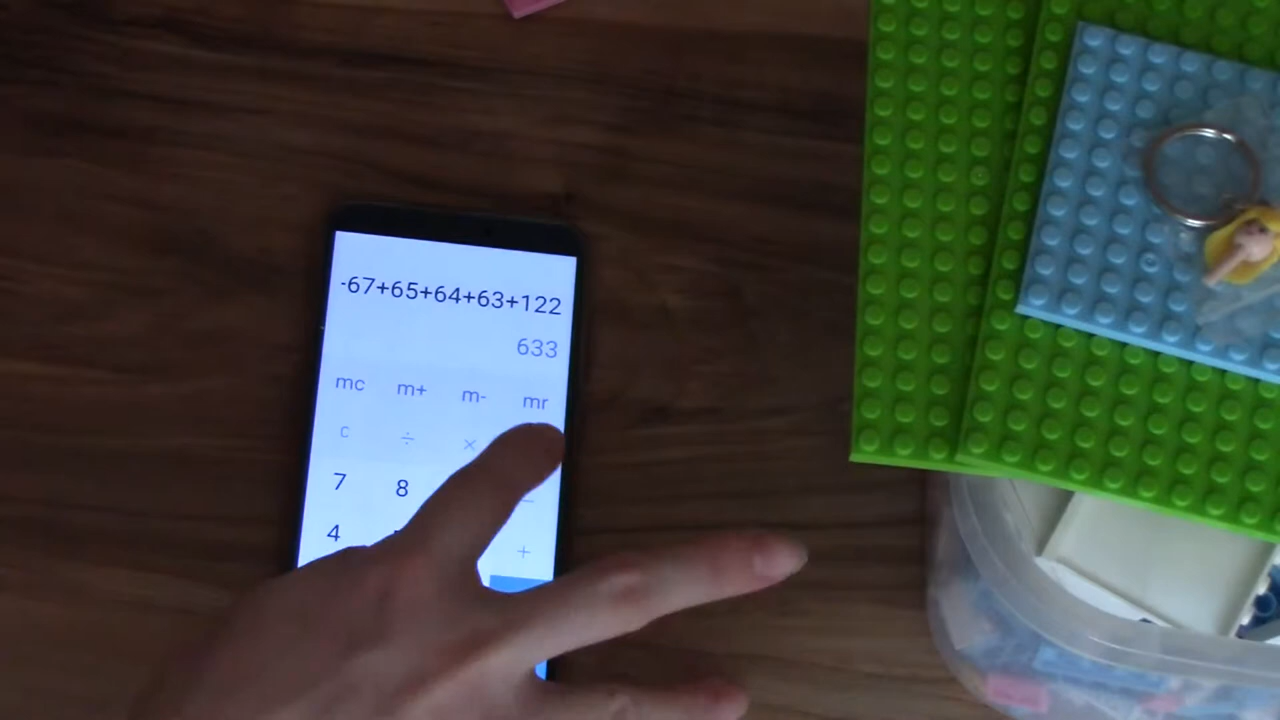 -67+65+64+63+122
633
mc m+ m- mr
c ÷ ×
7 8 −
4
+